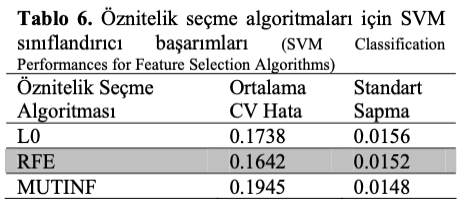 Tablo 6. Öznitelik seçme algoritmaları için SVM
sınıflandırıcı başarımları (SVM Classification
Performances for Feature Selection Algorithms)
Öznitelik Seçme Ortalama Standart
Algoritması CV Hata Sapma
L0 0.1738 0.0156
RFE 0.1642 0.0152
MUTINF 0.1945 0.0148